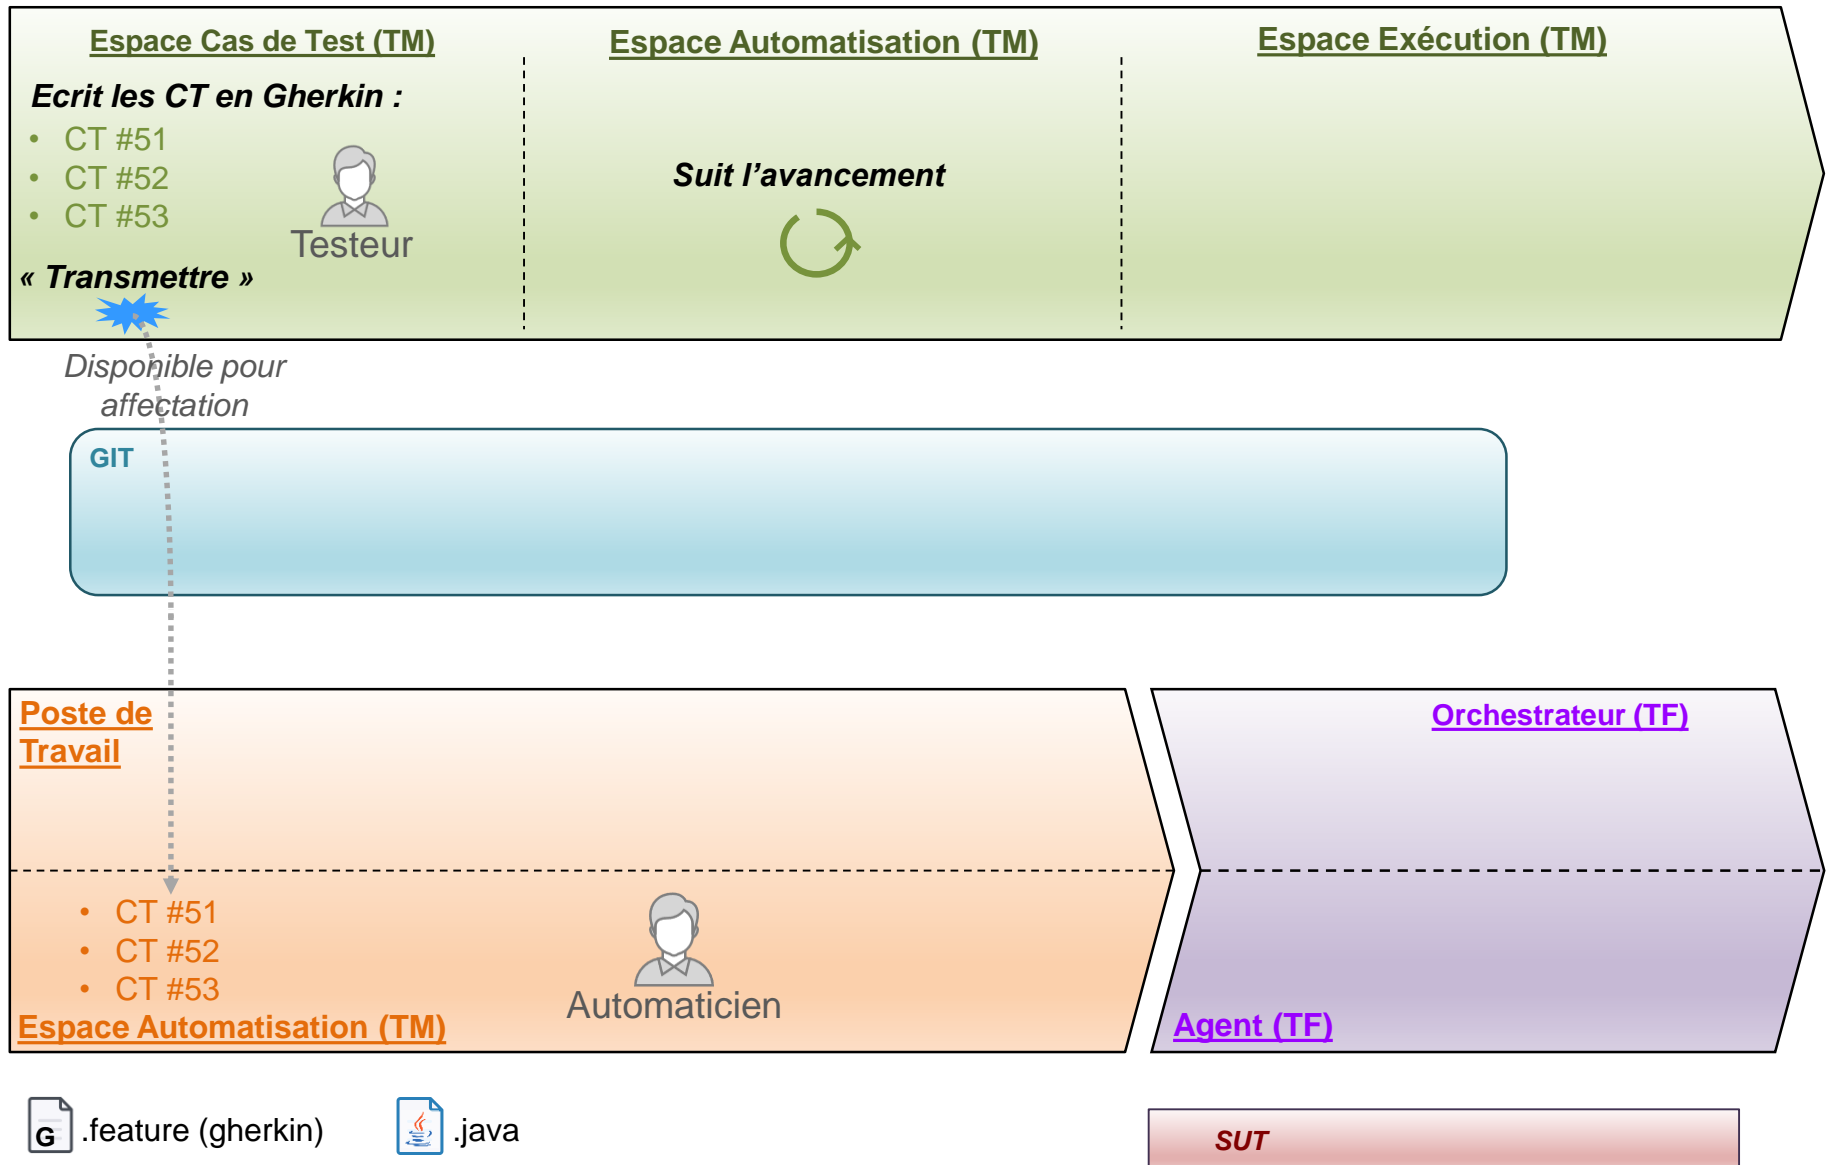 Espace Cas de Test (TM)
Espace Automatisation (TM)
Espace Exécution (TM)
Ecrit les CT en Gherkin :
• CT #51
• CT #52
• CT #53
Testeur
Suit l’avancement
« Transmettre »
Disponible pour
affectation
GIT
Poste de
Travail
Orchestrateur (TF)
• CT #51
• CT #52
• CT #53
Automaticien
Espace Automatisation (TM)
Agent (TF)
G .feature (gherkin)
.java
SUT